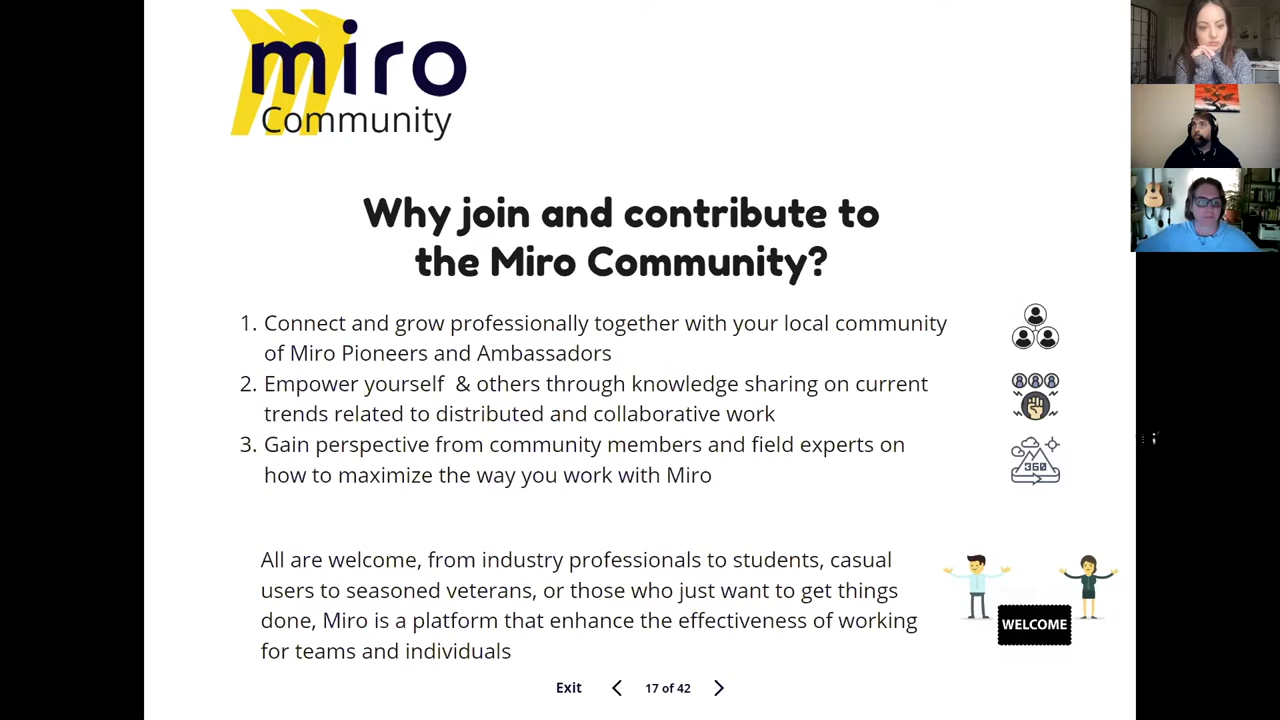 miro
Community
Why join and contribute to
the Miro Community?
1. Connect and grow professionally together with your local community
of Miro Pioneers and Ambassadors
2. Empower yourself & others through knowledge sharing on current
trends related to distributed and collaborative work
3. Gain perspective from community members and field experts on
how to maximize the way you work with Miro
360
All are welcome, from industry professionals to students, casual
users to seasoned veterans, or those who just want to get things
done, Miro is a platform that enhance the effectiveness of working
for teams and individuals
WELCOME
Exit
17 of 42